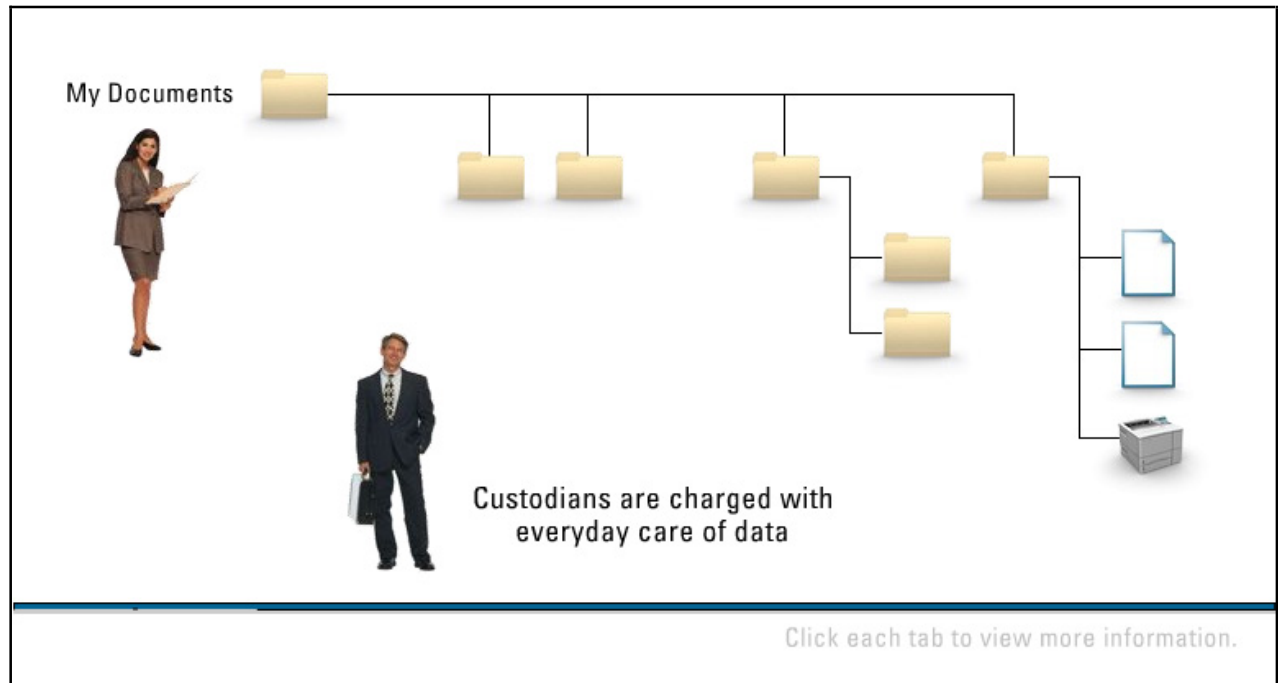 My Documents
Custodians are charged with
everyday care of data
Click each tab to view more information.